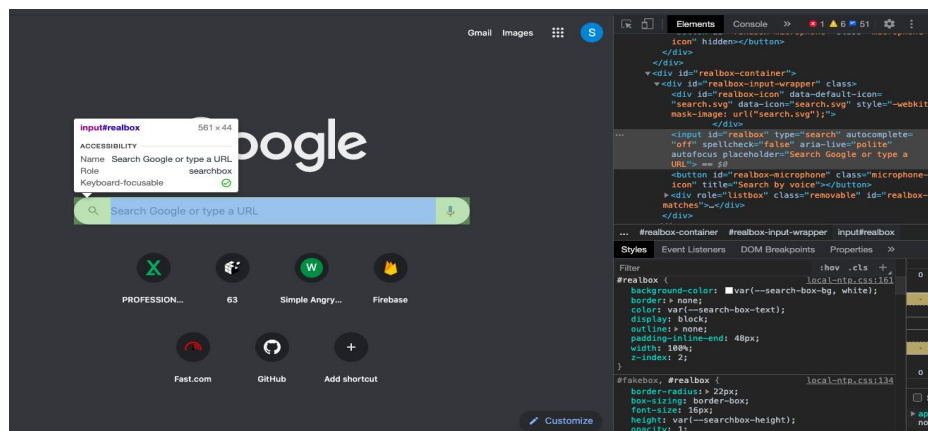 Gmail Images
S
Google
input#realbox 561 × 44
ACCESSIBILITY
Name Search Google or type a URL
Role searchbox
Keyboard-focusable
Search Google or type a URL
X
W
PROFESSION...
63
Simple Angry...
Firebase
Fast.com
GitHub
Add shortcut
Customize
Elements Console » 1 6 51
icon" hidden></button>
</div>
</div>
▼<div id="realbox-container">
▼<div id="realbox-input-wrapper" class>
<div id="realbox-icon" data-default-icon=
"search.svg" data-icon="search.svg" style="-webkit
mask-image: url("search.svg");">
</div>
... <input id="realbox" type="search" autocomplete=
"off" spellcheck="false" aria-live="polite"
autofocus placeholder="Search Google or type a
URL"> == $0
<button id="realbox-microphone" class="microphone-
icon" title="Search by voice"></button>
▶<div role="listbox" class="removable" id="realbox-
matches">…</div>
</div>
... #realbox-container #realbox-input-wrapper input#realbox
Styles Event Listeners DOM Breakpoints Properties »
Filter :hov .cls +
#realbox { local-ntp.css:161
background-color: var(--search-box-bg, white);
border:▶ none;
color: var(--search-box-text);
display: block;
outline:▶ none;
padding-inline-end: 48px;
width: 100%;
z-index: 2;
}
#fakebox, #realbox { local-ntp.css:134
border-radius:▶ 22px;
box-sizing: border-box;
font-size: 16px;
height: var(--searchbox-height);
opacity: 1;
0
-
-
0
▶ ap
no